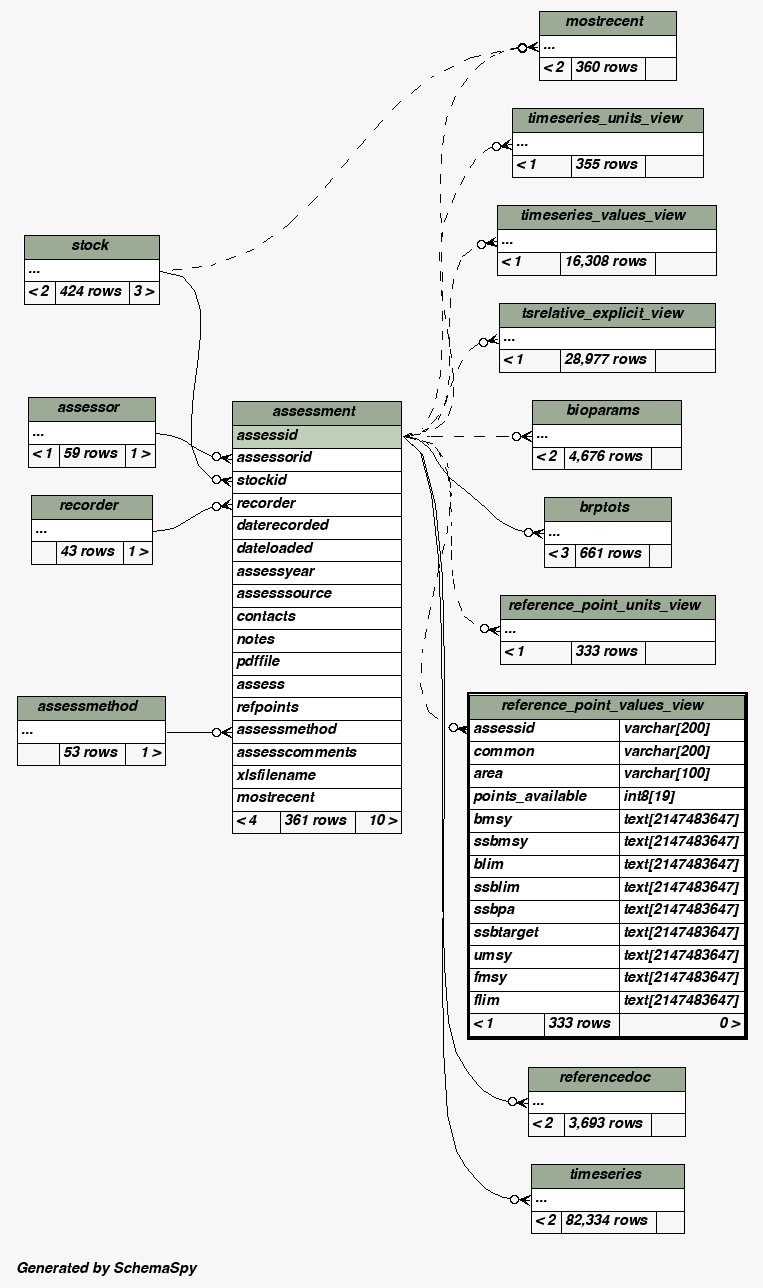 mostrecent
...
< 2 360 rows
timeseries_units_view
...
< 1 355 rows
timeseries_values_view
...
< 1 16,308 rows
tsrelative_explicit_view
...
< 1 28,977 rows
stock
...
< 2 424 rows 3 >
assessor
...
< 1 59 rows 1 >
recorder
...
43 rows 1 >
assessmethod
...
53 rows 1 >
assessment
assessid
assessorid
stockid
recorder
daterecorded
dateloaded
assessyear
assesssource
contacts
notes
pdffile
assess
refpoints
assessmethod
assesscomments
xlsfilename
mostrecent
< 4 361 rows 10 >
bioparams
...
< 2 4,676 rows
brptots
...
< 3 661 rows
reference_point_units_view
...
< 1 333 rows
reference_point_values_view
assessid varchar[200]
common varchar[200]
area varchar[100]
points_available int8[19]
bmsy text[2147483647]
ssbmsy text[2147483647]
blim text[2147483647]
ssblim text[2147483647]
ssbpa text[2147483647]
ssbtarget text[2147483647]
umsy text[2147483647]
fmsy text[2147483647]
flim text[2147483647]
< 1 333 rows 0 >
referencedoc
...
< 2 3,693 rows
timeseries
...
< 2 82,334 rows
Generated by SchemaSpy